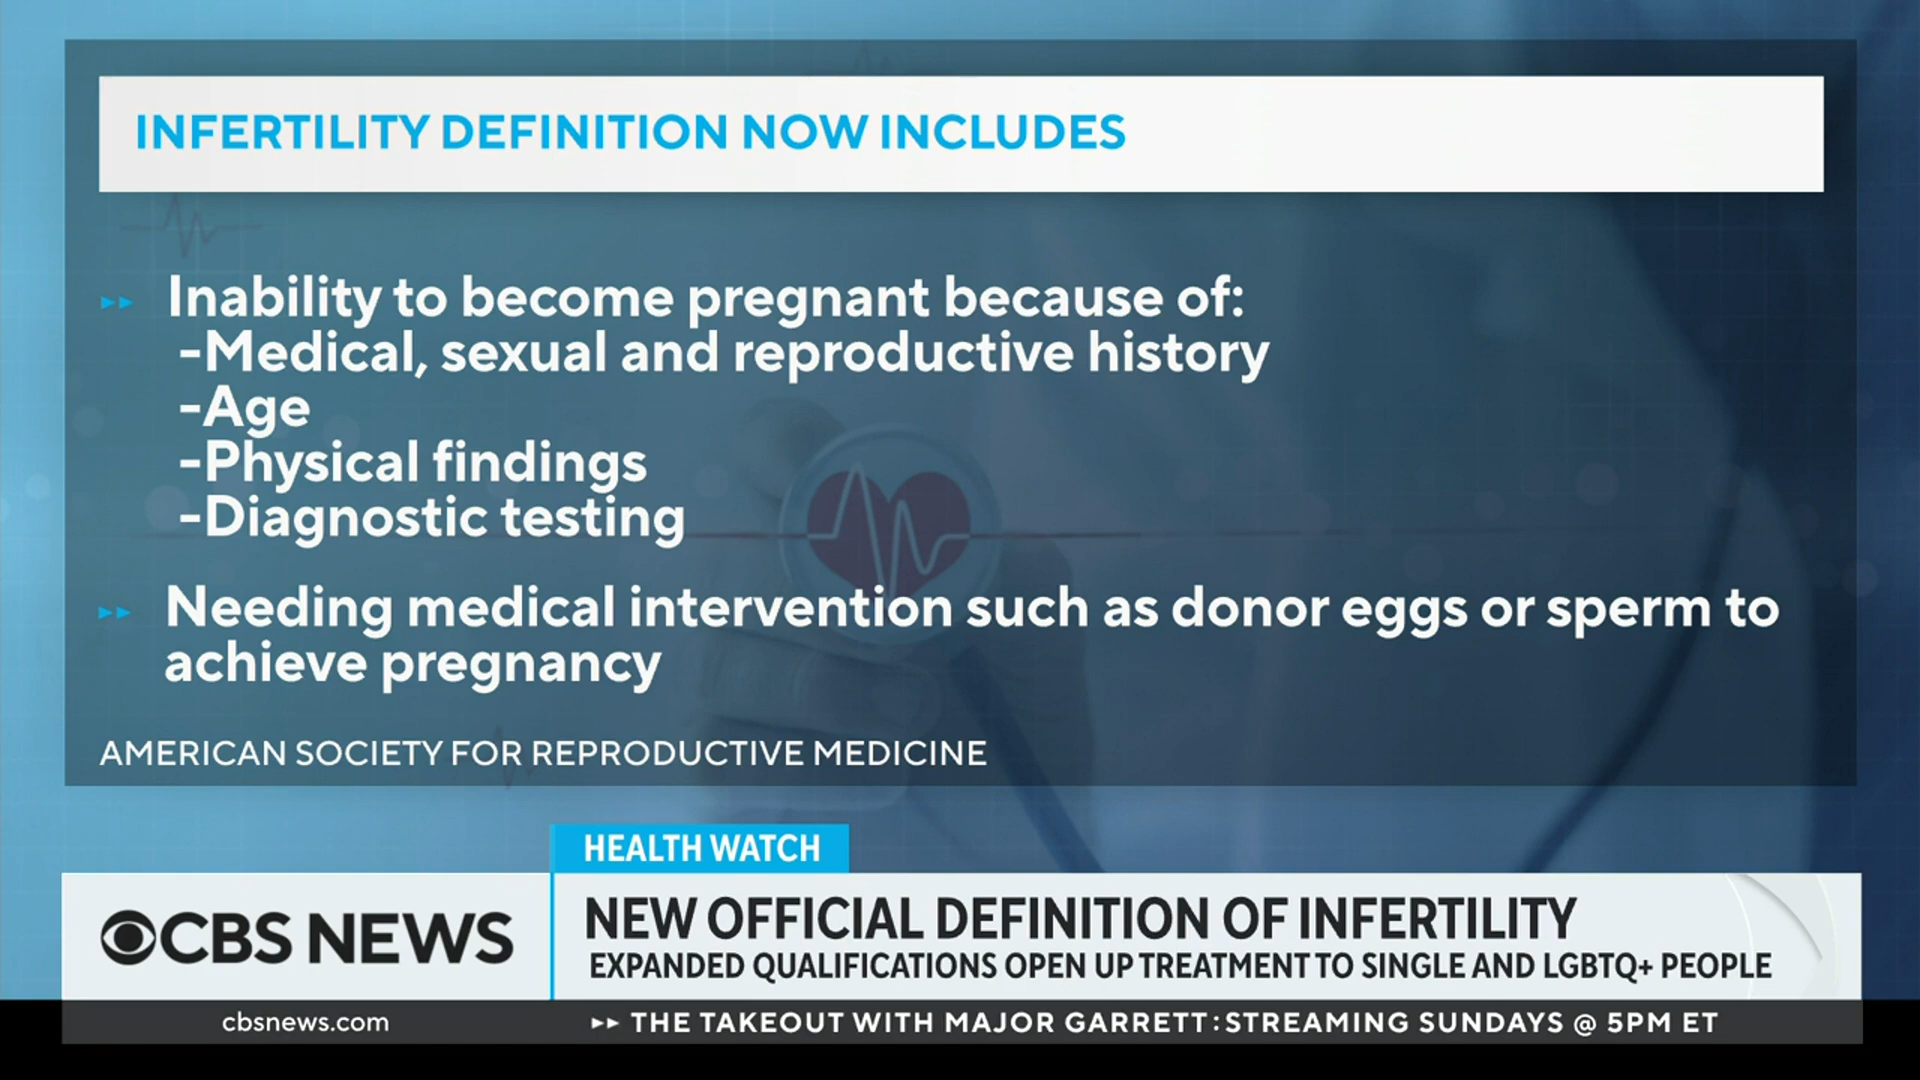 INFERTILITY DEFINITION NOW INCLUDES
Inability to become pregnant because of:
-Medical, sexual and reproductive history
-Age
-Physical findings
-Diagnostic testing
Needing medical intervention such as donor eggs or sperm to
achieve pregnancy
AMERICAN SOCIETY FOR REPRODUCTIVE MEDICINE
HEALTH WATCH
CBS NEWS
NEW OFFICIAL DEFINITION OF INFERTILITY
EXPANDED QUALIFICATIONS OPEN UP TREATMENT TO SINGLE AND LGBTQ+ PEOPLE
cbsnews.com
THE TAKEOUT WITH MAJOR GARRETT: STREAMING SUNDAYS @ 5PM ET